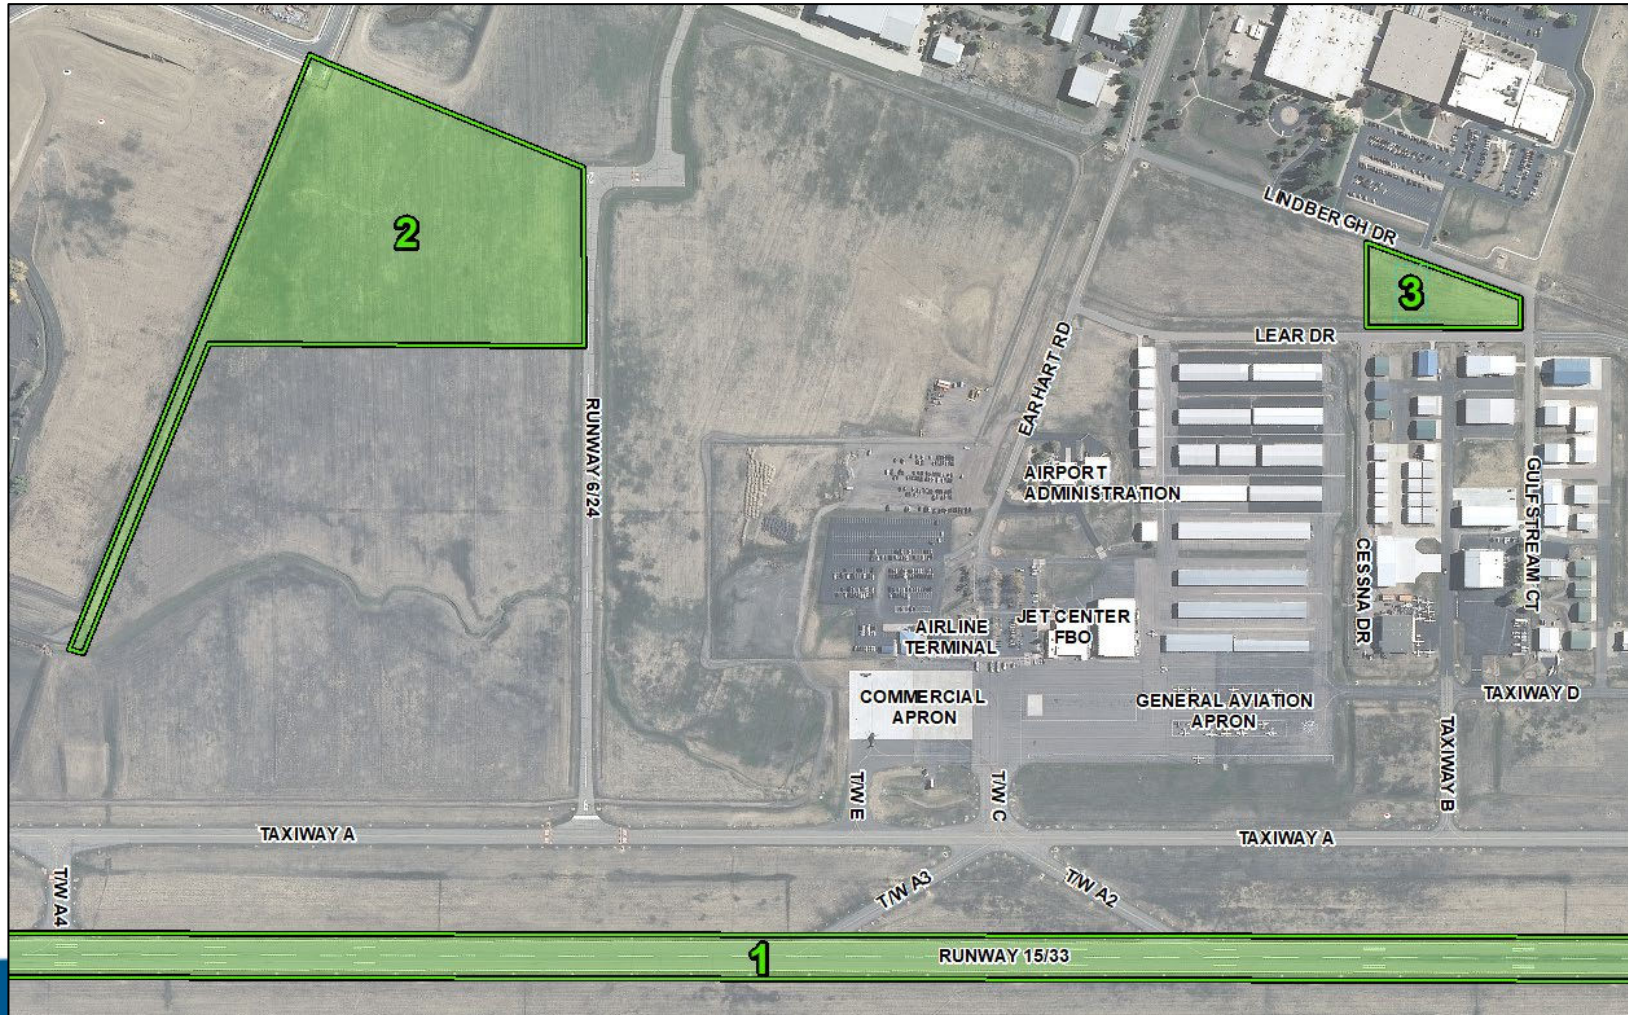 LINDBERGH DR
2
3
LEAR DR
EARHART RD
RUNWAY 6/24
AIRPORT
ADMINISTRATION
GULFSTREAM CT
CESSNA DR
JET CENTER
FBO
AIRLINE
TERMINAL
COMMERCIAL
APRON
GENERAL AVIATION
APRON
TAXIWAY D
TAXIWAY B
T/W E
T/W C
TAXIWAY A
TAXIWAY A
T/W A4
T/W A3
T/W A2
1
RUNWAY 15/33